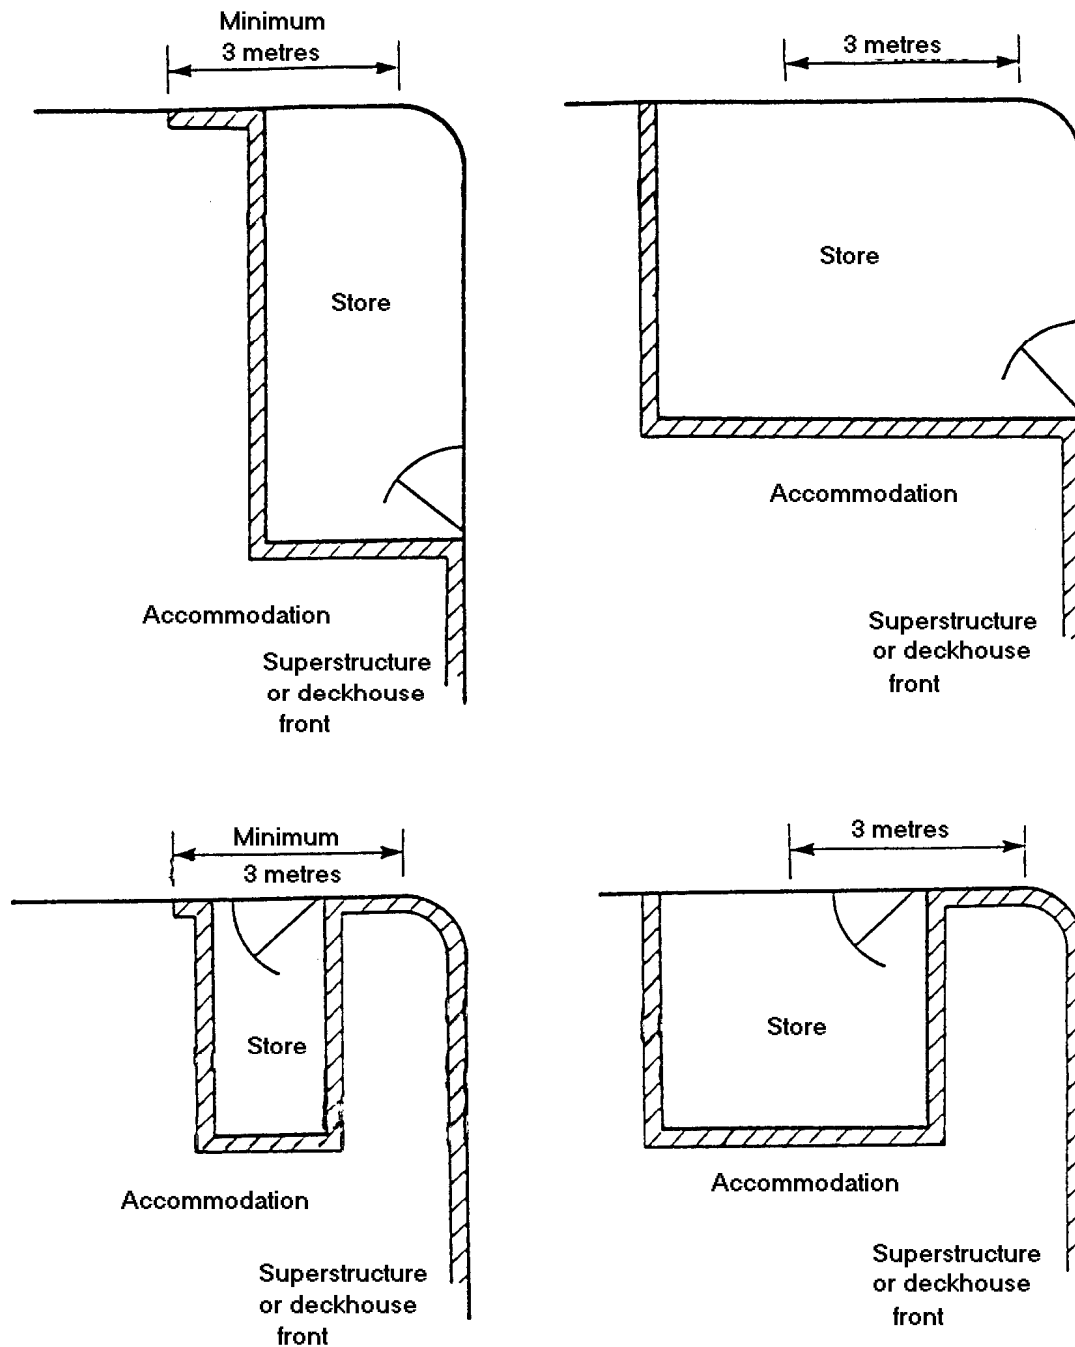 Minimum
3 metres
Store
Accommodation
Superstructure
or deckhouse
front
3 metres
Store
Accommodation
Superstructure
or deckhouse
front
Minimum
3 metres
Store
Accommodation
Superstructure
or deckhouse
front
3 metres
Store
Accommodation
Superstructure
or deckhouse
front